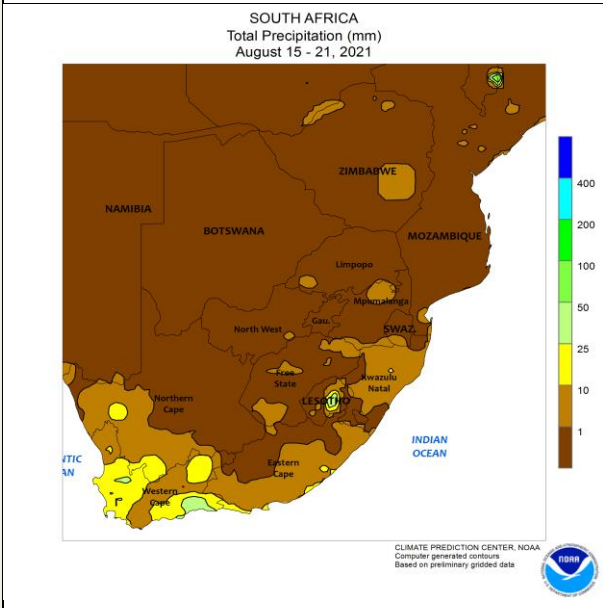 SOUTH AFRICA
Total Precipitation (mm)
August 15 - 21, 2021
ZIMBABWE
NAMIBIA
BOTSWANA
MOZAMBIQUE
Limpopo
Mpumalanga
North West
Gau.
SWAZ.
Free
State
Kwazulu
Natal
LESOTHO
Northern
Cape
Eastern
Cape
Western
Cape
NTIC
AN
INDIAN
OCEAN
400
200
100
50
25
10
1
CLIMATE PREDICTION CENTER, NOAA
Computer generated contours
Based on preliminary gridded data
NOAA